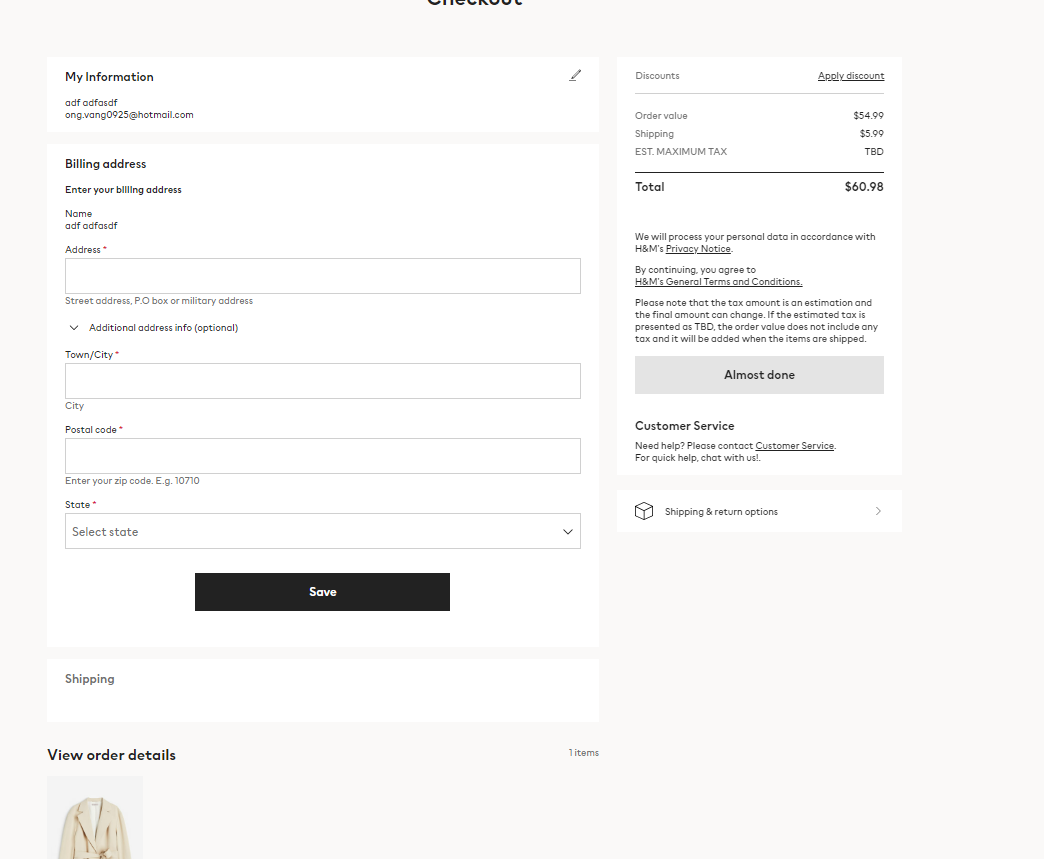 Checkout
My Information
adf adfasdf
ong.vang0925@hotmail.com
Billing address
Enter your billing address
Name
adf adfasdf
Address *
Street address, P.O box or military address
Additional address info (optional)
Town/City *
City
Postal code *
Enter your zip code. E.g. 10710
State *
Select state
Save
Shipping
View order details
1 items
Discounts Apply discount
Order value $54.99
Shipping $5.99
EST. MAXIMUM TAX TBD
Total $60.98
We will process your personal data in accordance with
H&M's Privacy Notice.
By continuing, you agree to
H&M's General Terms and Conditions.
Please note that the tax amount is an estimation and
the final amount can change. If the estimated tax is
presented as TBD, the order value does not include any
tax and it will be added when the items are shipped.
Almost done
Customer Service
Need help? Please contact Customer Service.
For quick help, chat with us!.
Shipping & return options